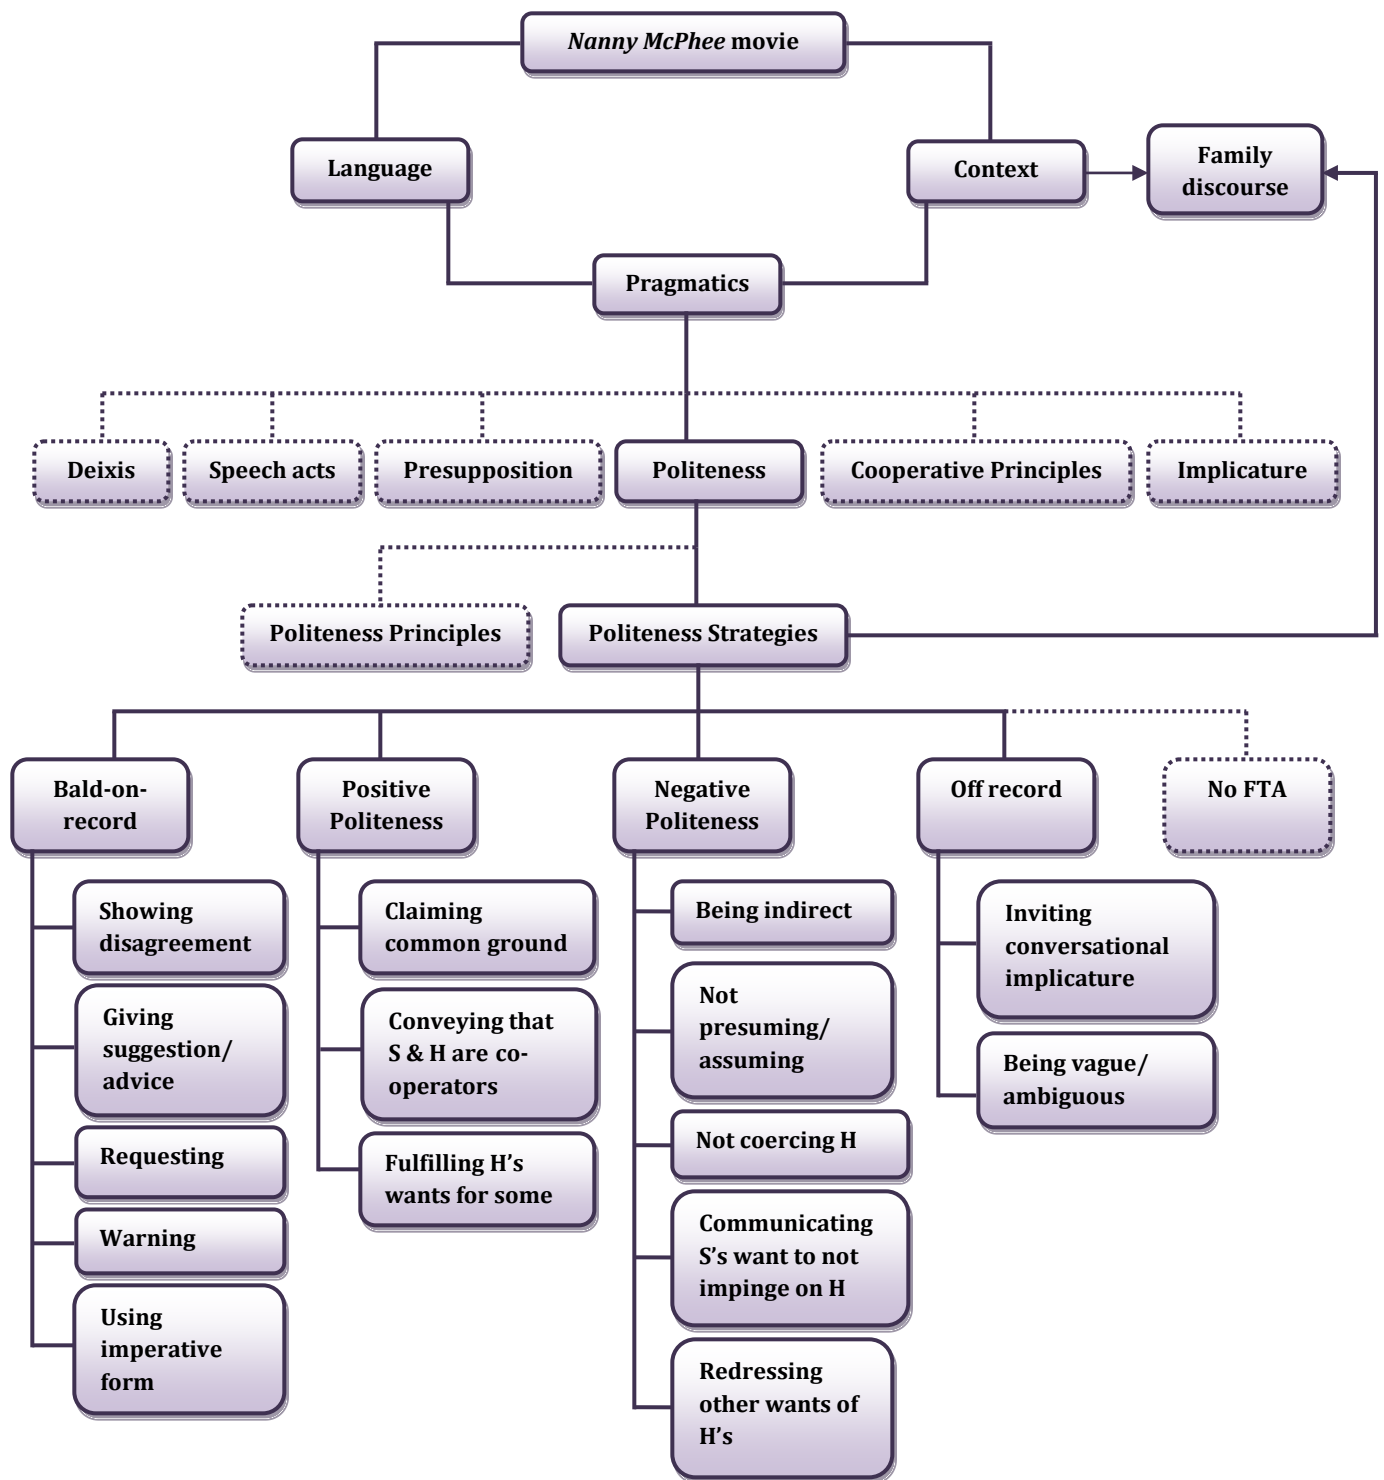 Nanny McPhee movie
Language
Context
Family
discourse
Pragmatics
Deixis
Speech acts
Presupposition
Politeness
Cooperative Principles
Implicature
Politeness Principles
Politeness Strategies
Bald-on-
record
Positive
Politeness
Negative
Politeness
Off record
No FTA
Showing
disagreement
Giving
suggestion/
advice
Requesting
Warning
Using
imperative
form
Claiming
common ground
Conveying that
S & H are co-
operators
Fulfilling H's
wants for some
Being indirect
Not
presuming/
assuming
Not coercing H
Communicating
S's want to not
impinge on H
Redressing
other wants of
H's
Inviting
conversational
implicature
Being vague/
ambiguous